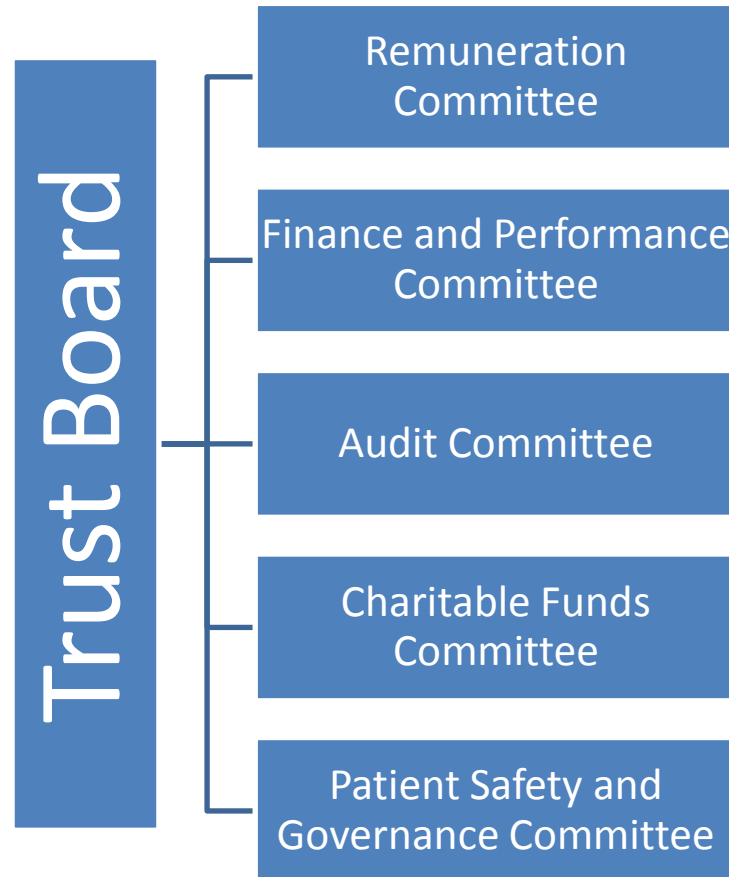 Trust Board
Remuneration
Committee
Finance and Performance
Committee
Audit Committee
Charitable Funds
Committee
Patient Safety and
Governance Committee